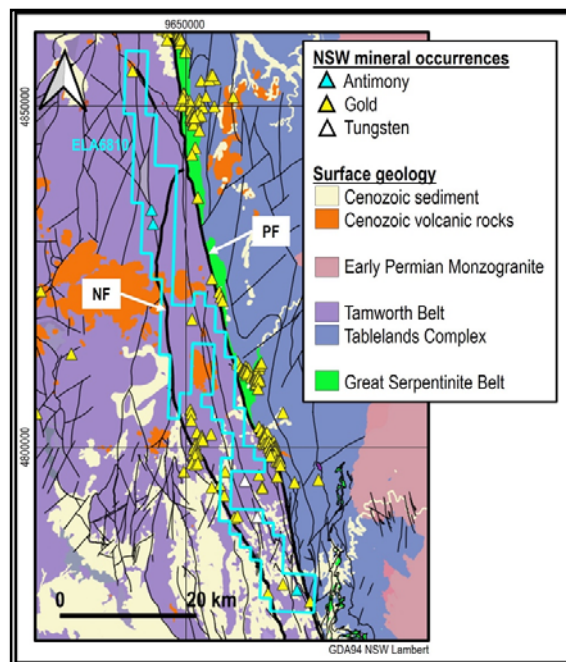 9650000
NSW mineral occurrences
Antimony
Gold
Tungsten
Surface geology
Cenozoic sediment
Cenozoic volcanic rocks
Early Permian Monzogranite
Tamworth Belt
Tablelands Complex
Great Serpentinite Belt
4850000
ELA6810
PF
NF
4800000
0 20 km
GDA94 NSW Lambert